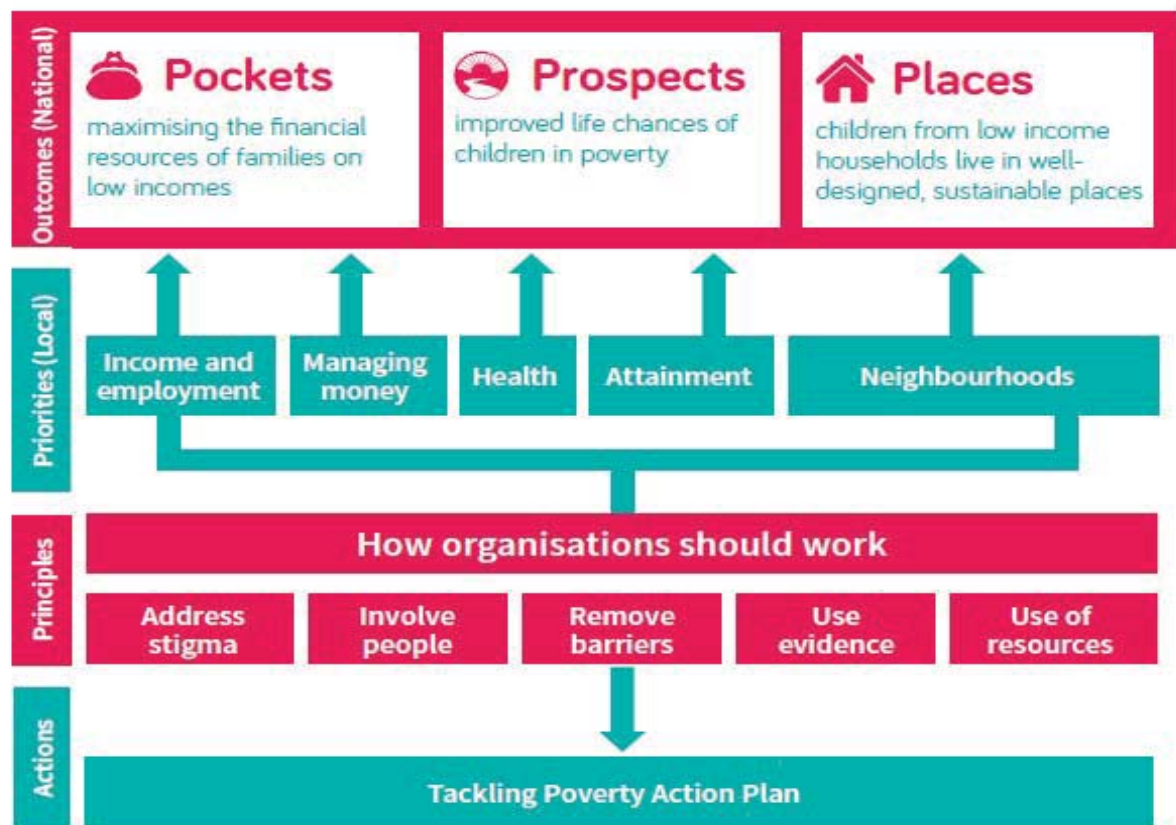 Outcomes (National)
Pockets
maximising the financial
resources of families on
low incomes
Prospects
improved life chances of
children in poverty
Places
children from low income
households live in well-
designed, sustainable places
Priorities (Local)
Income and
employment
Managing
money
Health
Attainment
Neighbourhoods
Principles
How organisations should work
Address
stigma
Involve
people
Remove
barriers
Use
evidence
Use of
resources
Actions
Tackling Poverty Action Plan